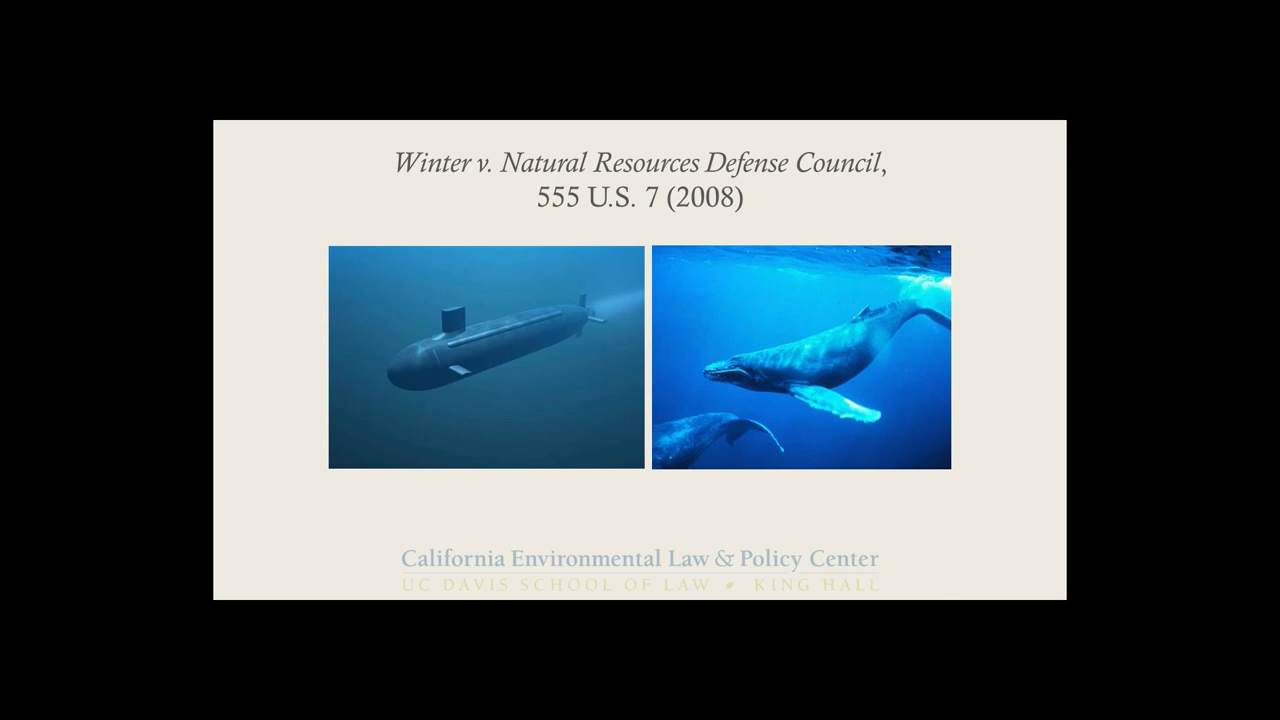 Winter v. Natural Resources Defense Council,
555 U.S. 7 (2008)
California Environmental Law & Policy Center
UC DAVIS SCHOOL OF LAW KING HALL